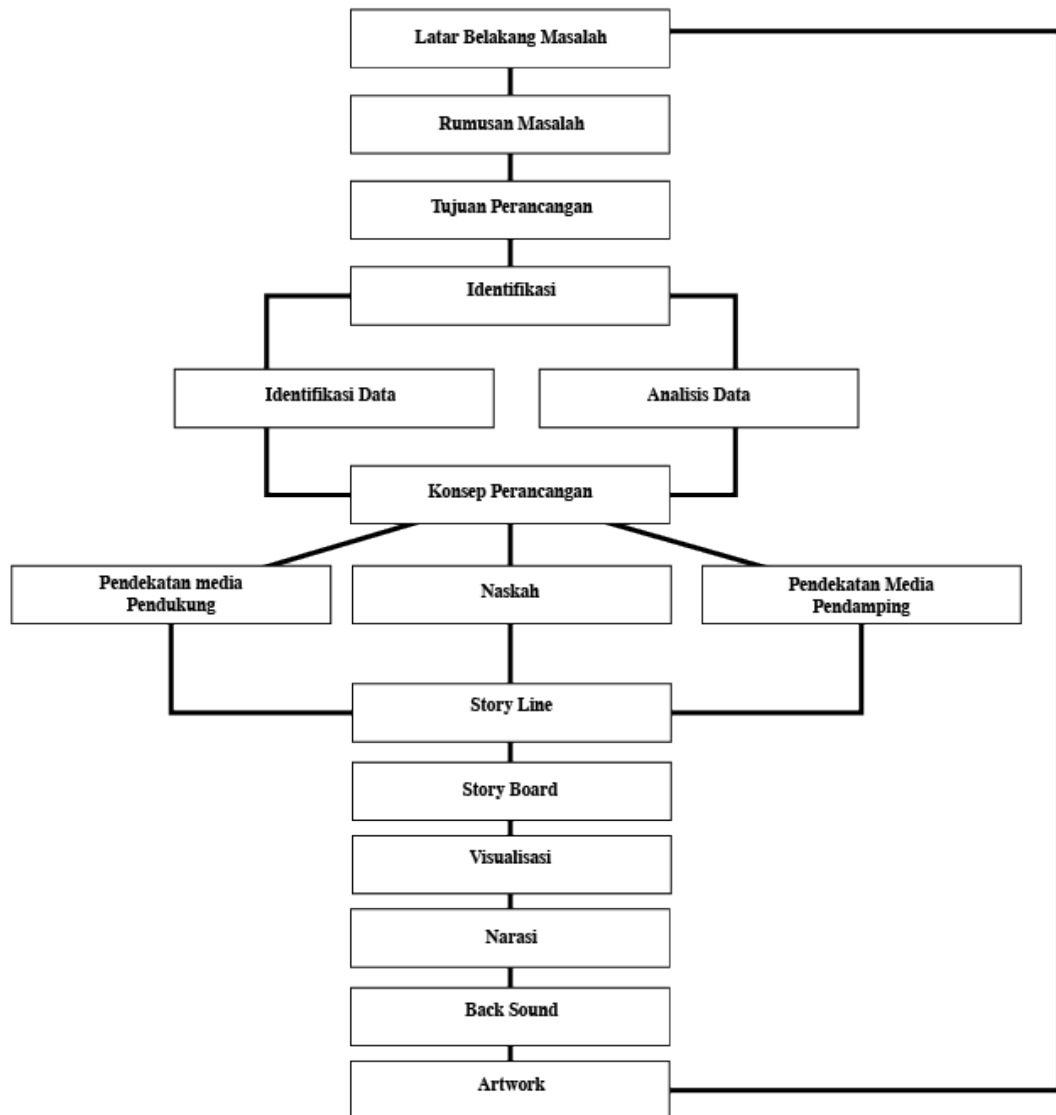 Latar Belakang Masalah
Rumusan Masalah
Tujuan Perancangan
Identifikasi
Identifikasi Data
Analisis Data
Konsep Perancangan
Pendekatan media
Pendukung
Naskah
Pendekatan Media
Pendamping
Story Line
Story Board
Visualisasi
Narasi
Back Sound
Artwork